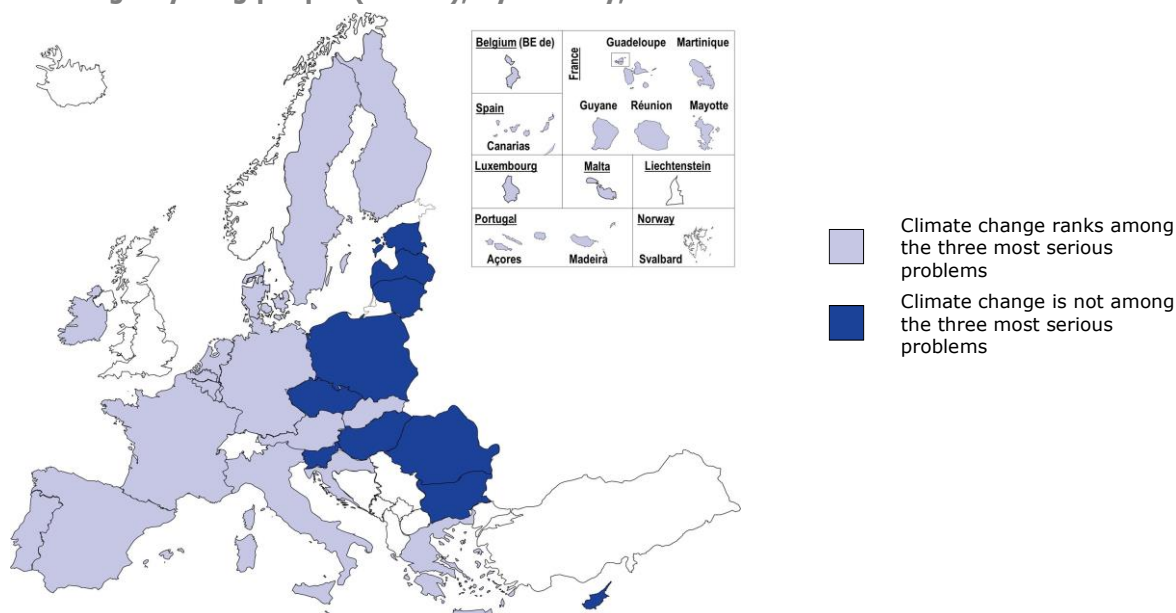 Belgium (BE de)
France
Guadeloupe
Martinique
Spain
Canarias
Guyane
Réunion
Mayotte
Luxembourg
Malta
Liechtenstein
Portugal
Açores
Madeira
Norway
Svalbard
Climate change ranks among
the three most serious
problems
Climate change is not among
the three most serious
problems